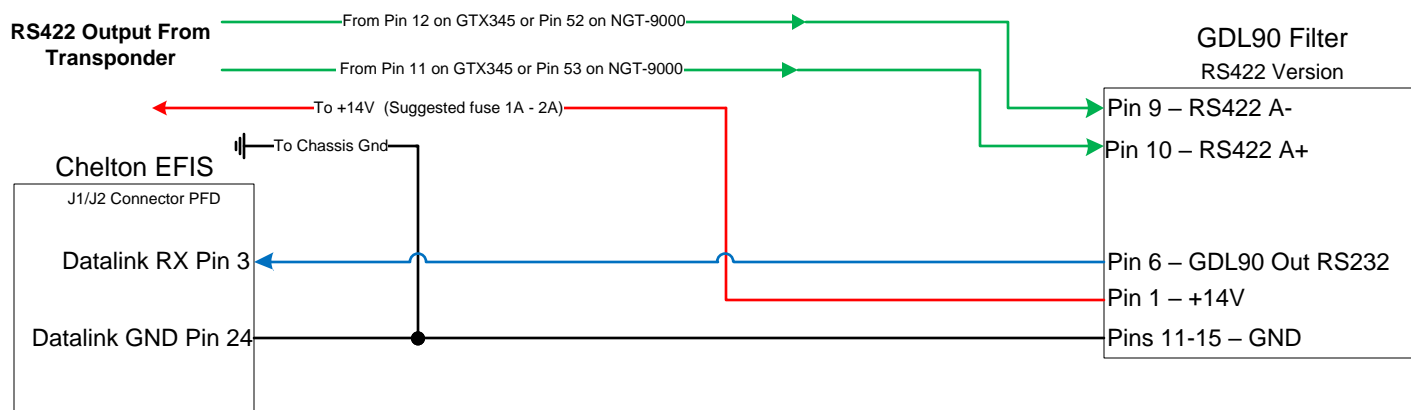 From Pin 12 on GTX345 or Pin 52 on NGT-9000
RS422 Output From
Transponder
From Pin 11 on GTX345 or Pin 53 on NGT-9000
To +14V  (Suggested fuse 1A - 2A)
To Chassis Gnd
Chelton EFIS
J1/J2 Connector PFD
Datalink RX Pin 3
Datalink GND Pin 24
GDL90 Filter
RS422 Version
Pin 9 – RS422 A-
Pin 10 – RS422 A+
Pin 6 – GDL90 Out RS232
Pin 1 – +14V
Pins 11-15 – GND